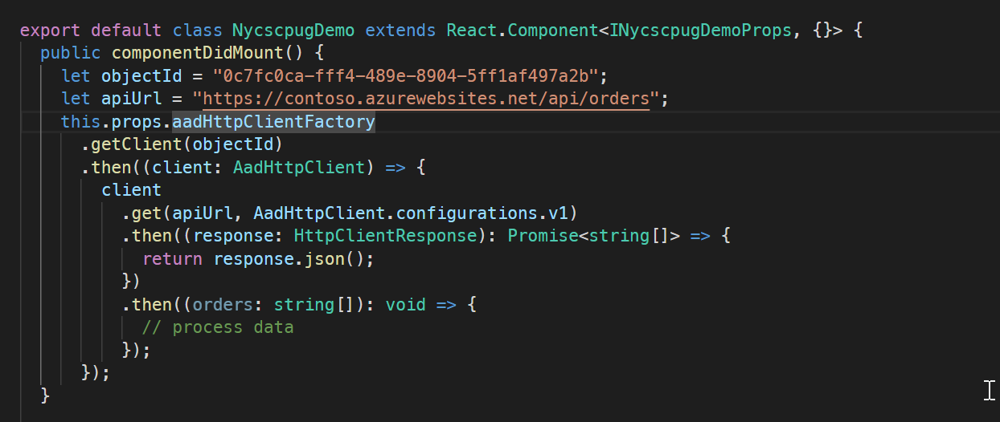 export default class NycscpugDemo extends React.Component<INycscpugDemoProps, {}> {
public componentDidMount() {
let objectId = "0c7fc0ca-fff4-489e-8904-5ff1af497a2b";
let apiUrl = "https://contoso.azurewebsites.net/api/orders";
this.props.aadHttpClientFactory
.getClient(objectId)
.then((client: AadHttpClient) => {
client
.get(apiUrl, AadHttpClient.configurations.v1)
.then((response: HttpClientResponse): Promise<string[]> => {
return response.json();
})
.then((orders: string[]): void => {
// process data
});
});
}